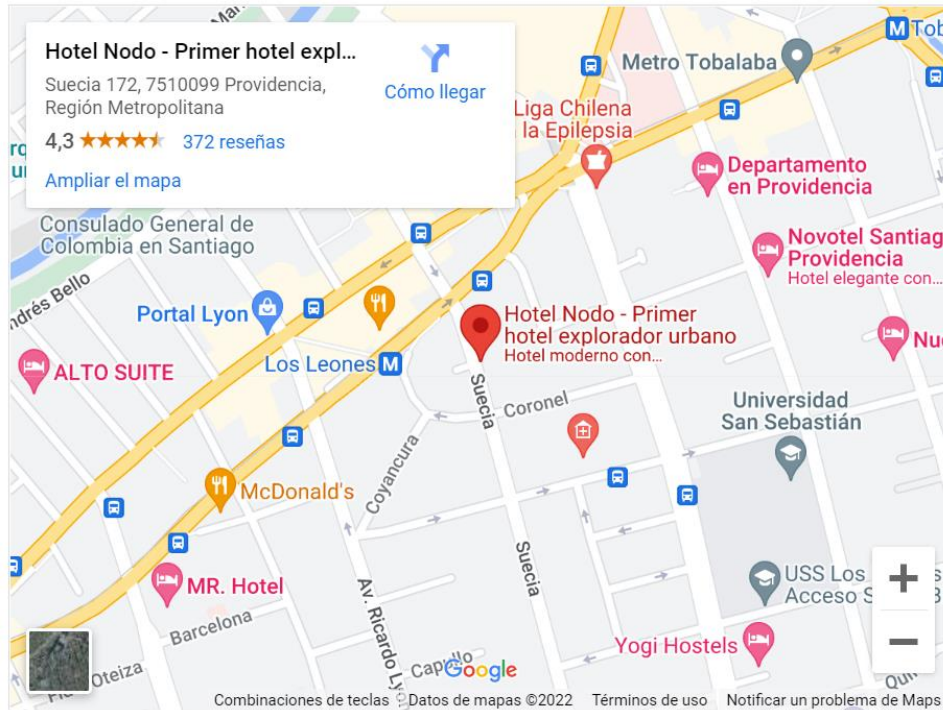 Hotel Nodo - Primer hotel expl...
Suecia 172, 7510099 Providencia,
Región Metropolitana
4,3
372 reseñas
Ampliar el mapa
Cómo llegar
Metro Tobalaba
Liga Chilena
la Epilepsia
Departamento
en Providencia
Consulado General de
Colombia en Santiago
Novotel Santiag
Providencia
Hotel elegante con...
Portal Lyon
Hotel Nodo - Primer
hotel explorador urbano
Hotel moderno con...
Los Leones
M
ALTO SUITE
Suecia
Coronel
Universidad
San Sebastián
Coyancura
McDonald's
Suecia
MR. Hotel
Av. Ricardo Ly
USS Los
Acceso S
Barcelona
Yogi Hostels
Google
Combinaciones de teclas
Datos de mapas ©2022
Términos de uso
Notificar un problema de Maps